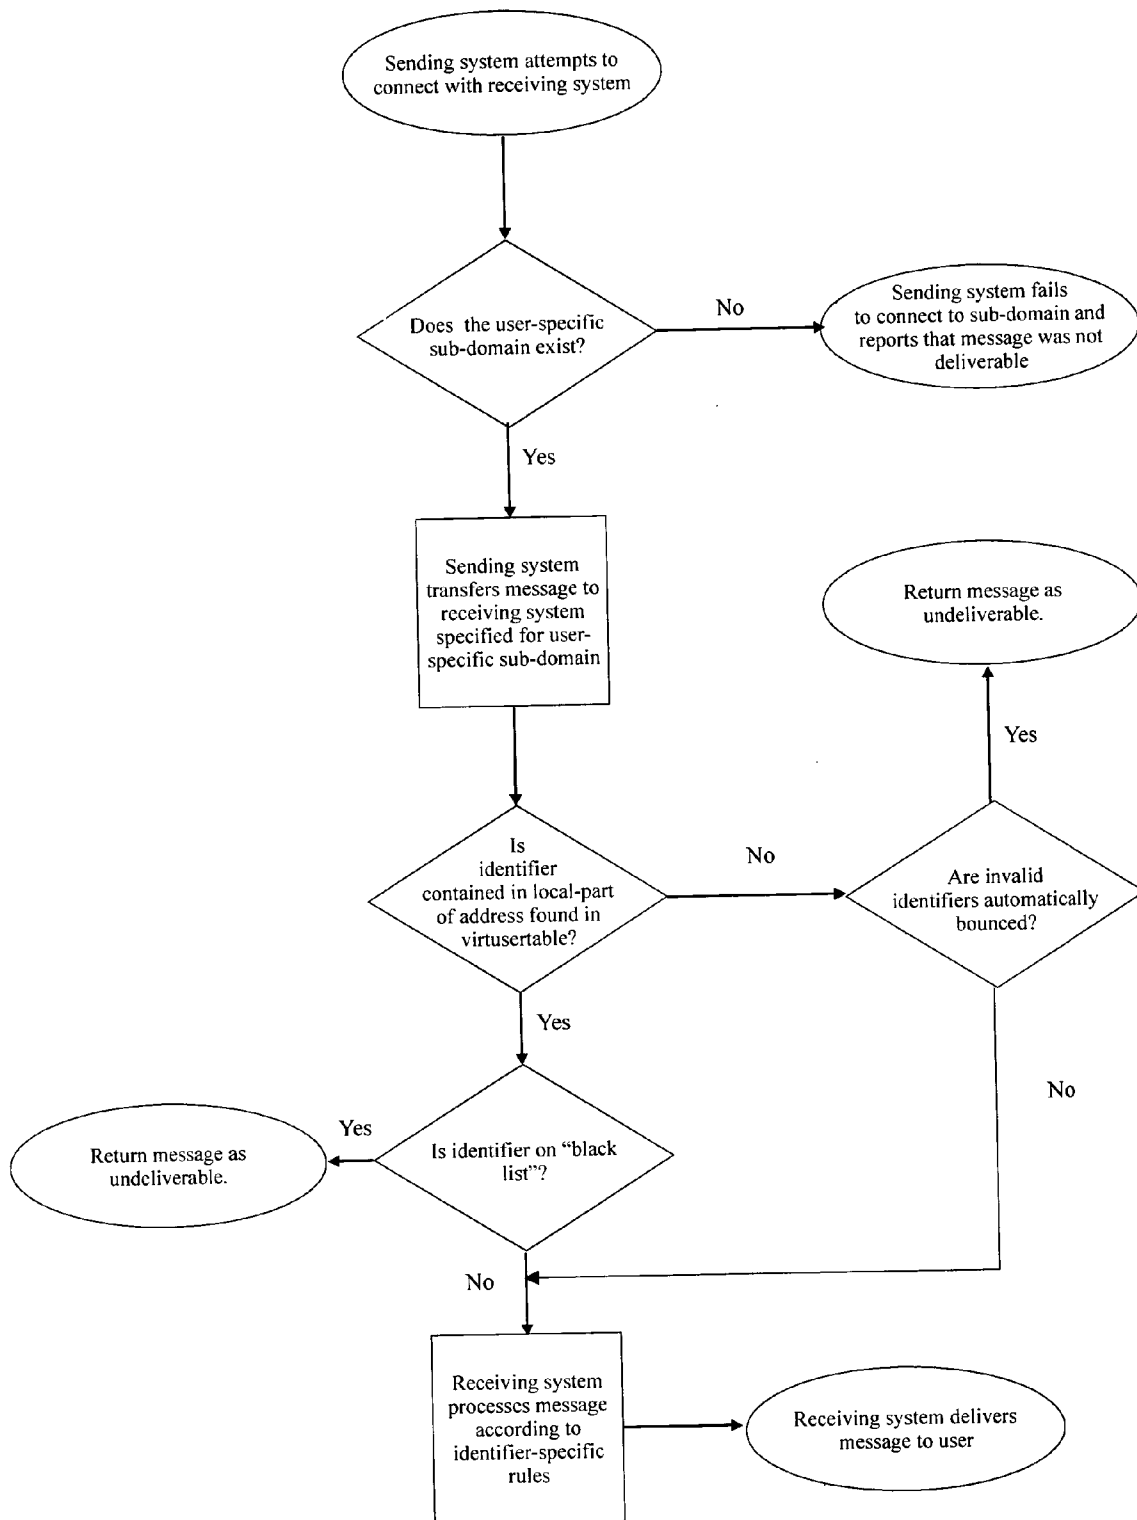 Sending system attempts to
connect with receiving system
Does the user-specific
sub-domain exist?
No
Sending system fails
to connect to sub-domain and
reports that message was not
deliverable
Yes
Sending system
transfers message to
receiving system
specified for user-
specific sub-domain
Return message as
undeliverable.
Yes
Is
identifier
contained in local-part
of address found in
virtusertable?
No
Are invalid
identifiers automatically
bounced?
Yes
No
Is identifier on “black
list”?
Yes
Return message as
undeliverable.
No
Receiving system
processes message
according to
identifier-specific
rules
Receiving system delivers
message to user